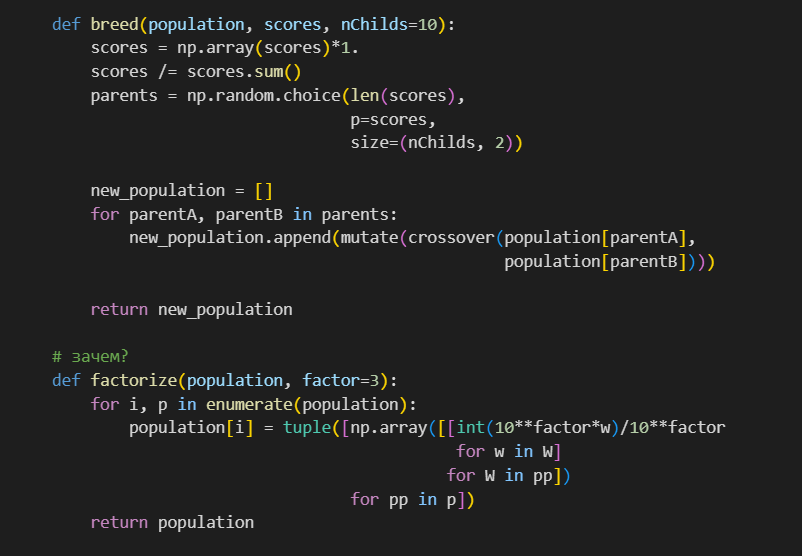 def breed(population, scores, nChilds=10):
    scores = np.array(scores)*1.
    scores /= scores.sum()
    parents = np.random.choice(len(scores),
                               p=scores,
                               size=(nChilds, 2))

    new_population = []
    for parentA, parentB in parents:
        new_population.append(mutate(crossover(population[parentA],
                                               population[parentB])))

    return new_population

# зачем?
def factorize(population, factor=3):
    for i, p in enumerate(population):
        population[i] = tuple([np.array([[int(10**factor*w)/10**factor
                                          for w in W]
                                         for W in pp])
                               for pp in p])
    return population